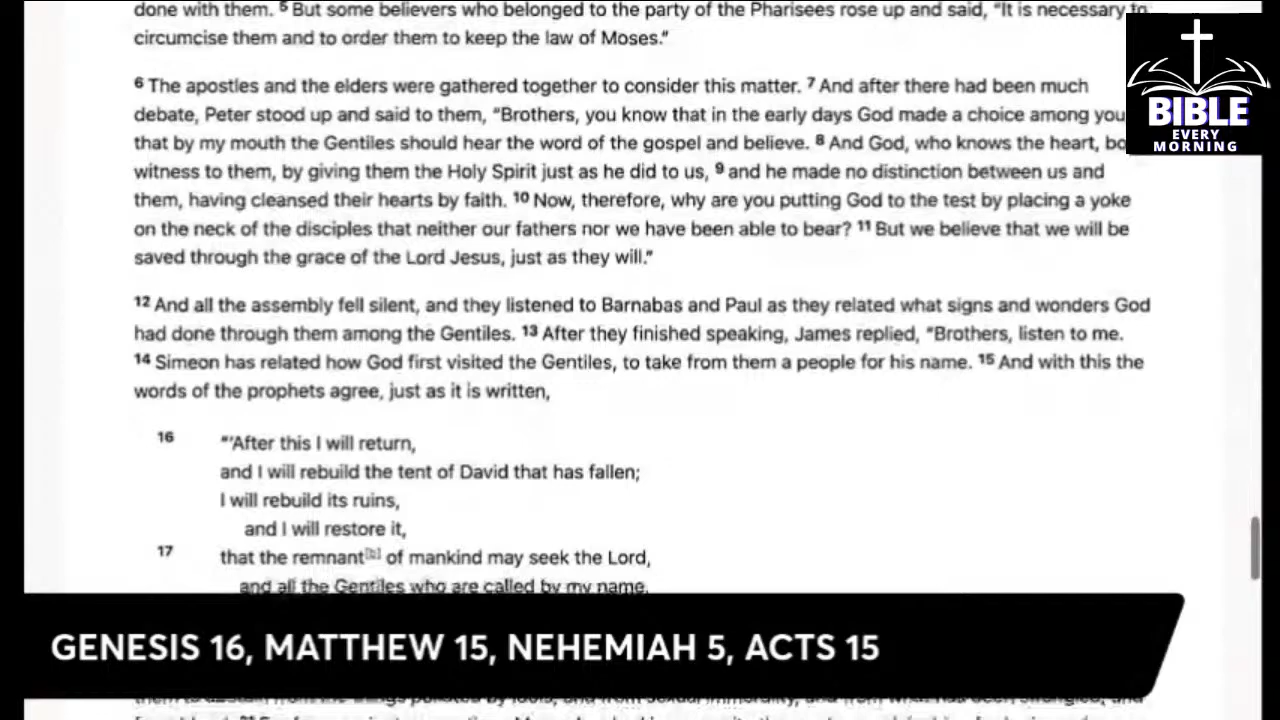 done with them. 5 But some believers who belonged to the party of the Pharisees rose up and said, “It is necessary to
circumcise them and to order them to keep the law of Moses.”
6 The apostles and the elders were gathered together to consider this matter. 7 And after there had been much
debate, Peter stood up and said to them, “Brothers, you know that in the early days God made a choice among you
that by my mouth the Gentiles should hear the word of the gospel and believe. 8 And God, who knows the heart,
witness to them, by giving them the Holy Spirit just as he did to us, 9 and he made no distinction between us and
them, having cleansed their hearts by faith. 10 Now, therefore, why are you putting God to the test by placing a yoke
on the neck of the disciples that neither our fathers nor we have been able to bear? 11 But we believe that we will be
saved through the grace of the Lord Jesus, just as they will.”
12 And all the assembly fell silent, and they listened to Barnabas and Paul as they related what signs and wonders God
had done through them among the Gentiles. 13 After they finished speaking, James replied, “Brothers, listen to me.
14 Simeon has related how God first visited the Gentiles, to take from them a people for his name. 15 And with this the
words of the prophets agree, just as it is written,
16 “‘After this I will return,
and I will rebuild the tent of David that has fallen;
I will rebuild its ruins,
and I will restore it,
17 that the remnant[b] of mankind may seek the Lord,
and all the Gentiles who are called by my name,
BIBLE
EVERY
MORNING
GENESIS 16, MATTHEW 15, NEHEMIAH 5, ACTS 15